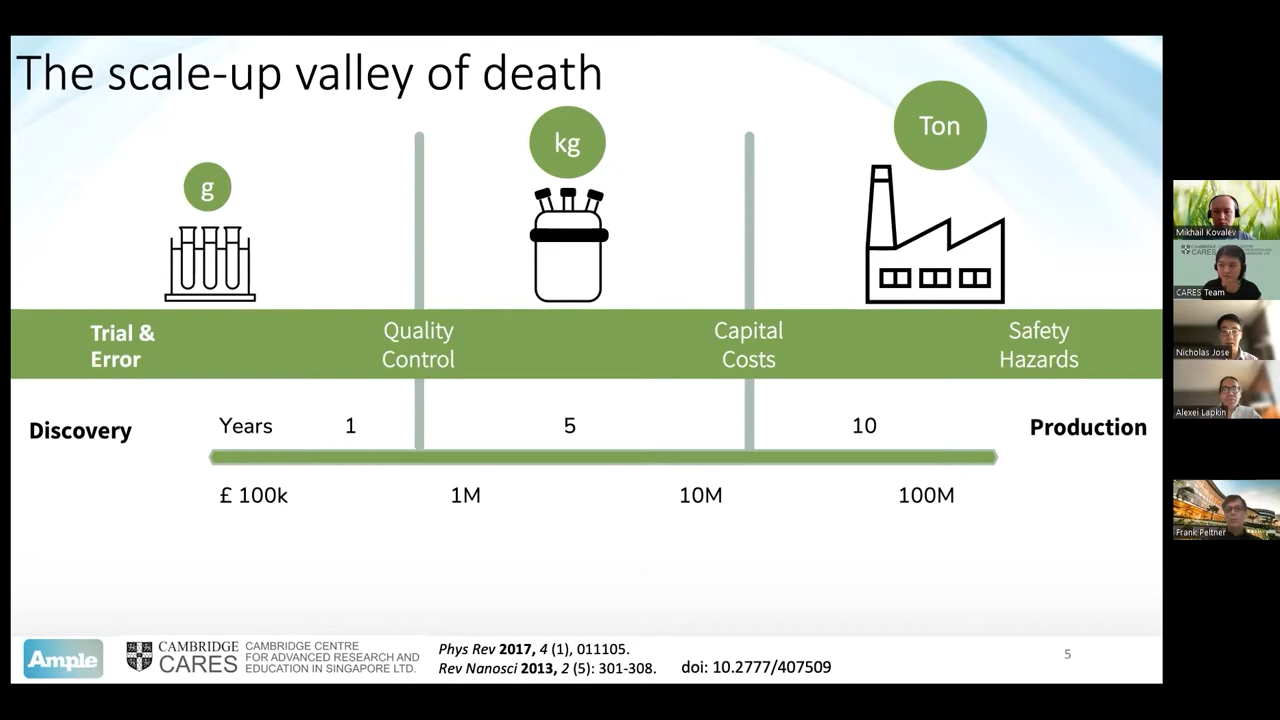 The scale-up valley of death
g
kg
Ton
Trial &
Error
Quality
Control
Capital
Costs
Safety
Hazards
Discovery
Years
1
5
10
Production
£ 100k
1M
10M
100M
Ample
CAMBRIDGE
CARES
CAMBRIDGE CENTRE
FOR ADVANCED RESEARCH AND
EDUCATION IN SINGAPORE LTD.
Phys Rev 2017, 4 (1), 011105.
Rev Nanosci 2013, 2 (5): 301-308.
doi: 10.2777/407509
5
Mikhail Kovalev
CAMBRIDGE
CARES
CARES Team
Nicholas Jose
Alexei Lapkin
Frank Peltner